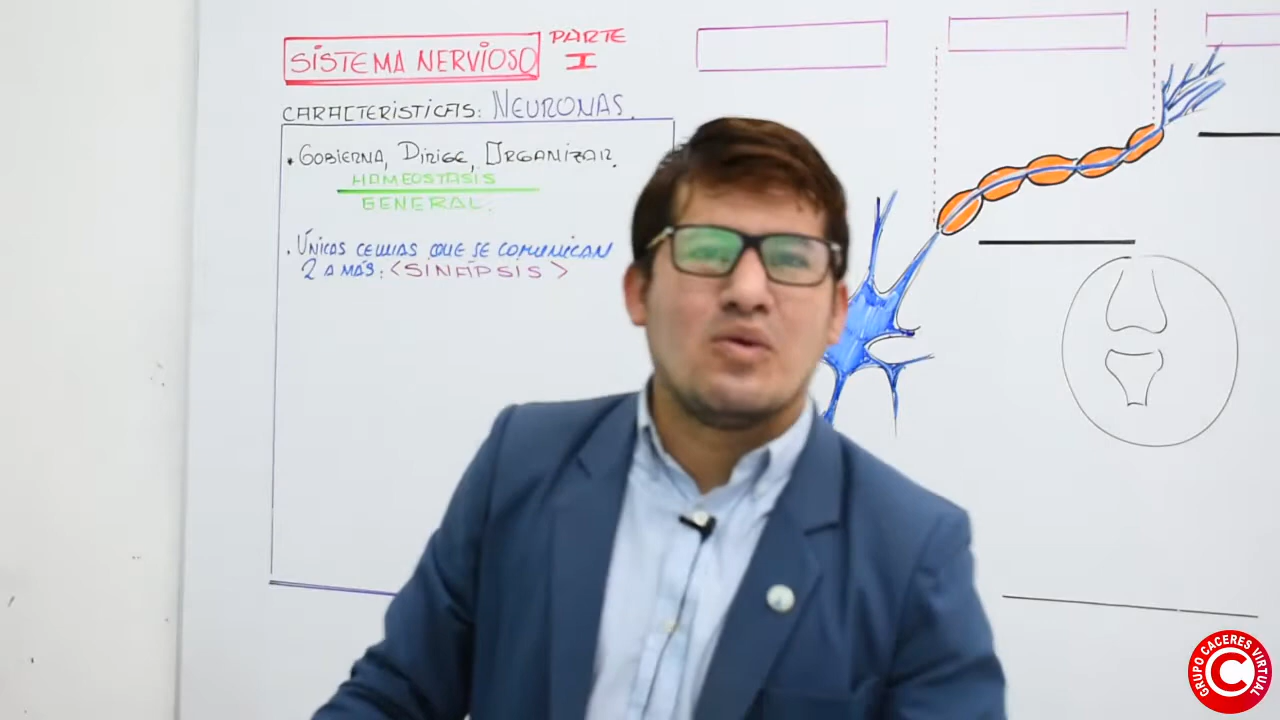 SISTEMA NERVIOSO
PARTE
I
CARACTERISTICAS: NEURONAS.
• GOBIERNA, DIRIGE, ORGANIZAR.
HOMEOSTASIS
GENERAL.
• ÚNICAS CELULAS QUE SE COMUNICAN
2 A MÁS: <SINAPSIS>
GRUPO CACERES VIRTUAL
C